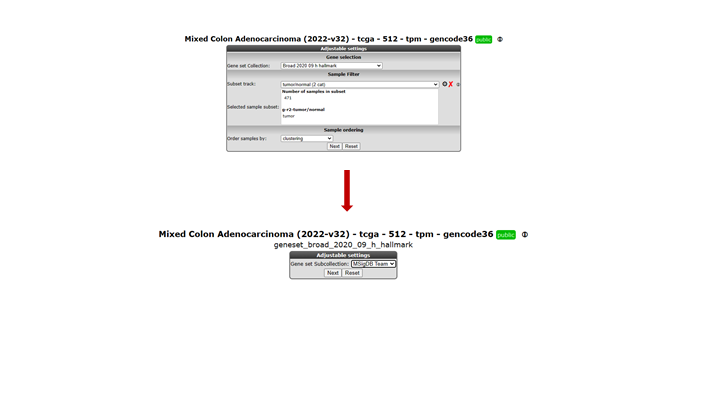 Mixed Colon Adenocarcinoma (2022-v32) - tcga - 512 - tpm - gencode36 public
Adjustable settings
Gene selection
Gene set Collection: Broad 2020 09 h hallmark
Sample Filter
Subset track: tumor/normal (2 cat)
Number of samples in subset
471
Selected sample subset:
g-r2-tumor/normal
tumor
Sample ordering
Order samples by: clustering
Next Reset
Mixed Colon Adenocarcinoma (2022-v32) - tcga - 512 - tpm - gencode36 public
geneset_broad_2020_09_h_hallmark
Adjustable settings
Gene set Subcollection: MSigDB Team
Next Reset